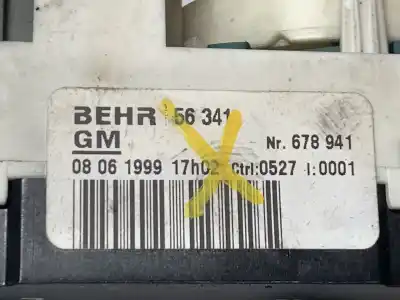 BEHR 56 341
GM Nr. 678 941
08 06 1999 17h02 Ctrl:0527 I:0001